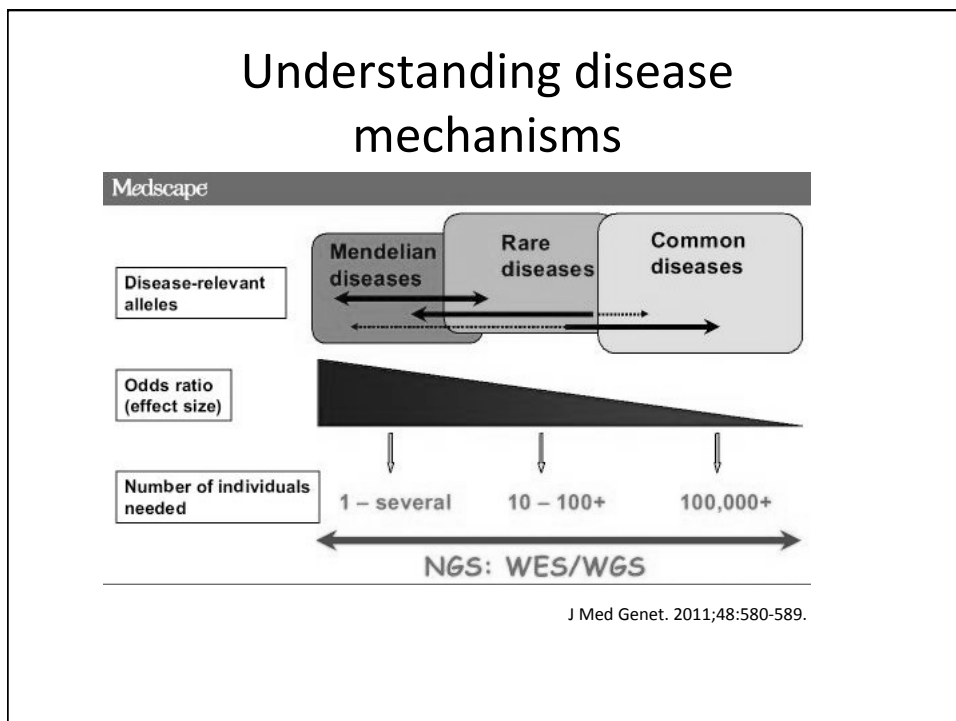 Understanding disease
mechanisms
Medscape
Mendelian
diseases
Rare
diseases
Common
diseases
Disease-relevant
alleles
Odds ratio
(effect size)
Number of individuals
needed
1 – several
10 – 100+
100,000+
NGS: WES/WGS
J Med Genet. 2011;48:580-589.